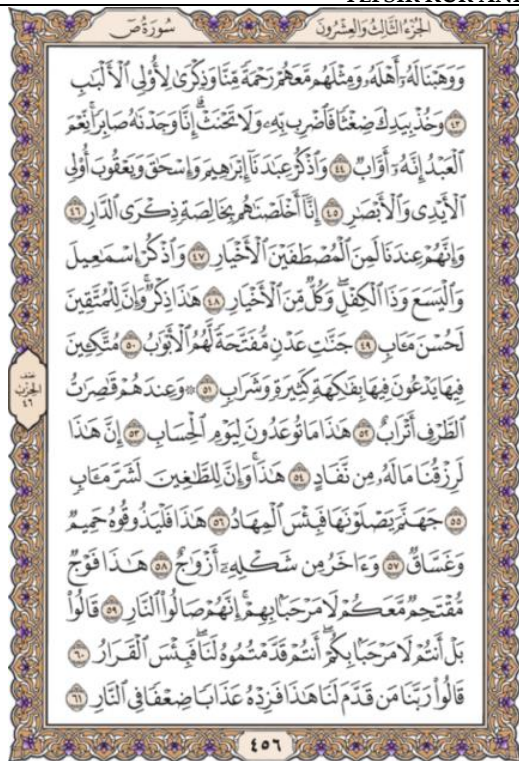 الجُزْءُ الثَّالِثُ وَالعِشْرُونَ سُورَةُ صٓ
وَوَهَبْنَا لَهُۥٓ أَهْلَهُۥ وَمِثْلَهُم مَّعَهُمْ رَحْمَةً مِّنَّا وَذِكْرَىٰ لِأُو۟لِى ٱلْأَلْبَٰبِ
٤٣ وَخُذْ بِيَدِكَ ضِغْثًا فَٱضْرِب بِّهِۦ وَلَا تَحْنَثْ ۗ إِنَّا وَجَدْنَٰهُ صَابِرًا ۚ نِّعْمَ
ٱلْعَبْدُ ۖ إِنَّهُۥٓ أَوَّابٌ ٤٤ وَٱذْكُرْ عِبَٰدَنَآ إِبْرَٰهِيمَ وَإِسْحَٰقَ وَيَعْقُوبَ أُو۟لِى
ٱلْأَيْدِى وَٱلْأَبْصَٰرِ ٤٥ إِنَّآ أَخْلَصْنَٰهُم بِخَالِصَةٍ ذِكْرَى ٱلدَّارِ ٤٦
وَإِنَّهُمْ عِندَنَا لَمِنَ ٱلْمُصْطَفَيْنَ ٱلْأَخْيَارِ ٤٧ وَٱذْكُرْ إِسْمَٰعِيلَ
وَٱلْيَسَعَ وَذَا ٱلْكِفْلِ ۖ وَكُلٌّ مِّنَ ٱلْأَخْيَارِ ٤٨ هَٰذَا ذِكْرٌ ۚ وَإِنَّ لِلْمُتَّقِينَ
لَحُسْنَ مَـَٔابٍ ٤٩ جَنَّٰتِ عَدْنٍ مُّفَتَّحَةً لَّهُمُ ٱلْأَبْوَٰبُ ٥٠ مُتَّكِـِٔينَ
فِيهَا يَدْعُونَ فِيهَا بِفَٰكِهَةٍ كَثِيرَةٍ وَشَرَابٍ ٥١ ۞ وَعِندَهُمْ قَٰصِرَٰتُ
ٱلطَّرْفِ أَتْرَابٌ ٥٢ هَٰذَا مَا تُوعَدُونَ لِيَوْمِ ٱلْحِسَابِ ٥٣ إِنَّ هَٰذَا
لَرِزْقُنَا مَا لَهُۥ مِن نَّفَادٍ ٥٤ هَٰذَا ۚ وَإِنَّ لِلطَّٰغِينَ لَشَرَّ مَـَٔابٍ
٥٥ جَهَنَّمَ يَصْلَوْنَهَا فَبِئْسَ ٱلْمِهَادُ ٥٦ هَٰذَا فَلْيَذُوقُوهُ حَمِيمٌ
وَغَسَّاقٌ ٥٧ وَءَاخَرُ مِن شَكْلِهِۦٓ أَزْوَٰجٌ ٥٨ هَٰذَا فَوْجٌ
مُّقْتَحِمٌ مَّعَكُمْ ۖ لَا مَرْحَبًۢا بِهِمْ ۚ إِنَّهُمْ صَالُوا۟ ٱلنَّارِ ٥٩ قَالُوا۟
بَلْ أَنتُمْ لَا مَرْحَبًۢا بِكُمْ ۖ أَنتُمْ قَدَّمْتُمُوهُ لَنَا ۖ فَبِئْسَ ٱلْقَرَارُ ٦٠
قَالُوا۟ رَبَّنَا مَن قَدَّمَ لَنَا هَٰذَا فَزِدْهُ عَذَابًا ضِعْفًا فِى ٱلنَّارِ ٦١
نصف
الحزب
٤٦
٤٥٦